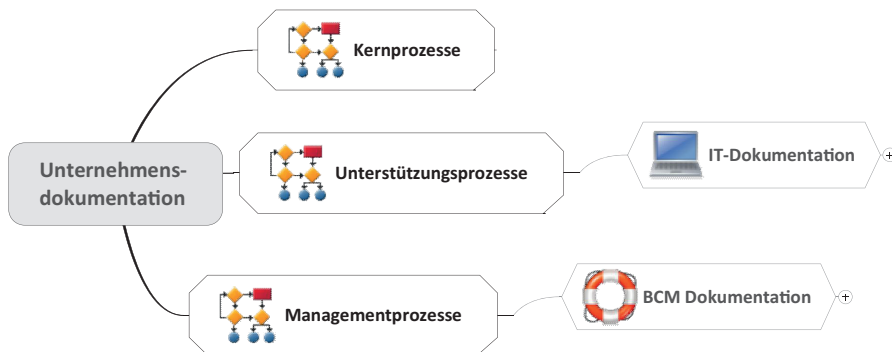 Kernprozesse
Unternehmens-
dokumentation
Unterstützungsprozesse
IT-Dokumentation
Managementprozesse
BCM Dokumentation